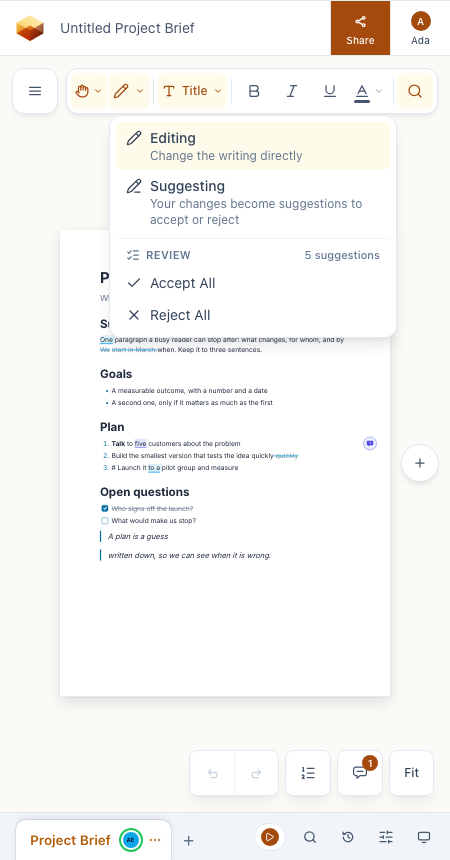 Untitled Project Brief
Share
A
Ada
Title
B I U A
Editing
Change the writing directly
Suggesting
Your changes become suggestions to
accept or reject
REVIEW 5 suggestions
Accept All
Reject All
One paragraph a busy reader can stop after: what changes, for whom, and by
We start in March.when. Keep it to three sentences.
Goals
• A measurable outcome, with a number and a date
• A second one, only if it matters as much as the first
Plan
1. Talk to five customers about the problem
2. Build the smallest version that tests the idea quickly quickly
3. # Launch it to a pilot group and measure
Open questions
Who signs off the launch?
What would make us stop?
A plan is a guess
written down, so we can see when it is wrong.
1
Fit
Project Brief AE